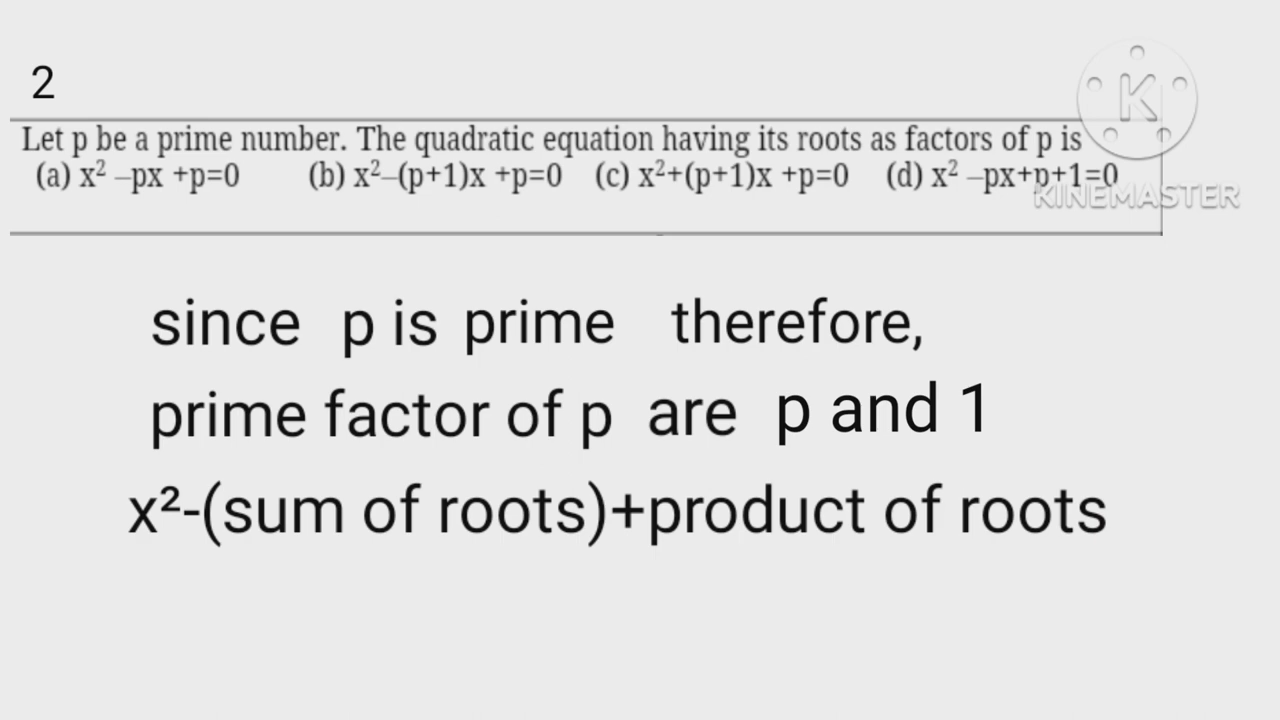 2
Let p be a prime number. The quadratic equation having its roots as factors of p is
(a) x² –px +p=0 (b) x²–(p+1)x +p=0 (c) x²+(p+1)x +p=0 (d) x² –px+p+1=0
K
KINEMASTER
since p is prime therefore,
prime factor of p are p and 1
x²-(sum of roots)+product of roots